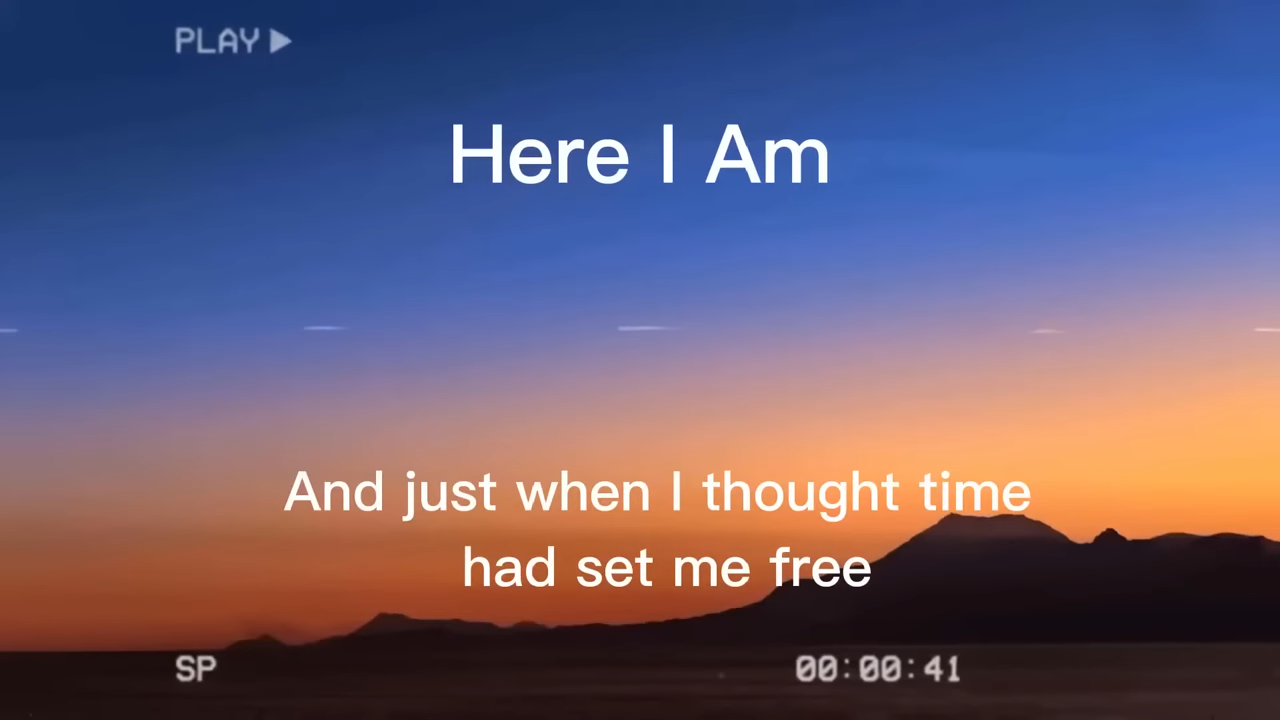 PLAY ▶
Here I Am
And just when I thought time
had set me free
SP
00:00:41